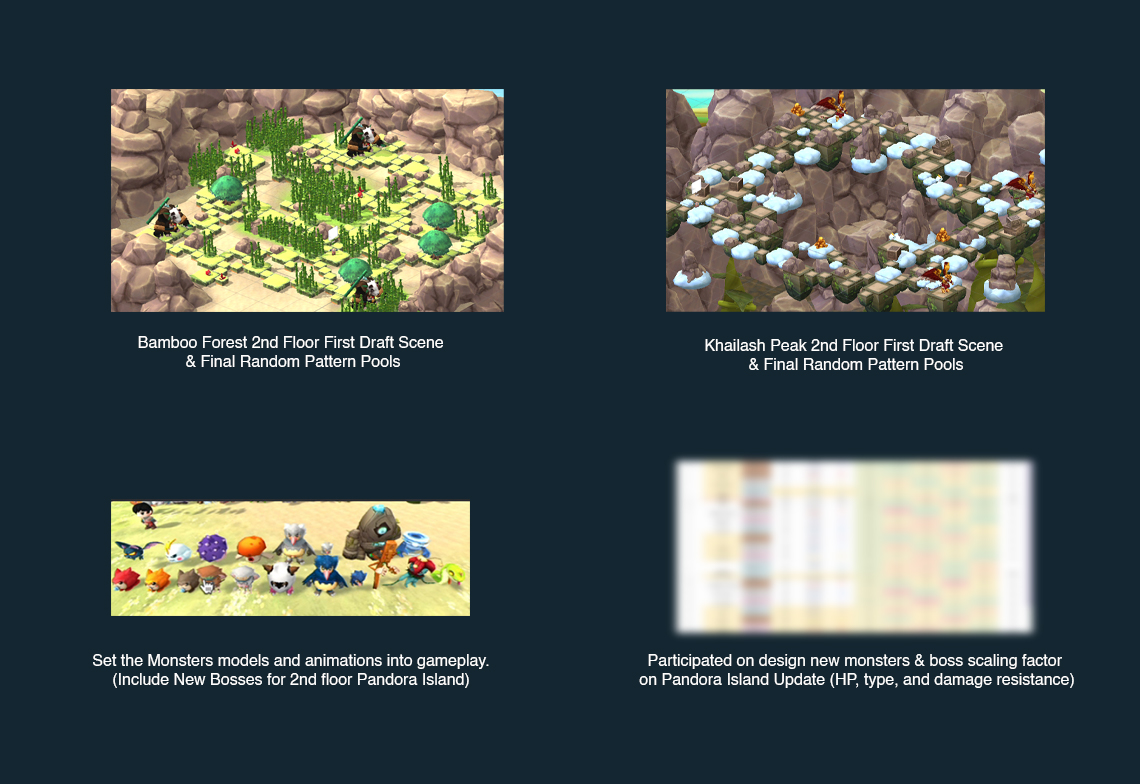 Bamboo Forest 2nd Floor First Draft Scene
& Final Random Pattern Pools
Khailash Peak 2nd Floor First Draft Scene
& Final Random Pattern Pools
Set the Monsters models and animations into gameplay.
(Include New Bosses for 2nd floor Pandora Island)
Participated on design new monsters & boss scaling factor
on Pandora Island Update (HP, type, and damage resistance)